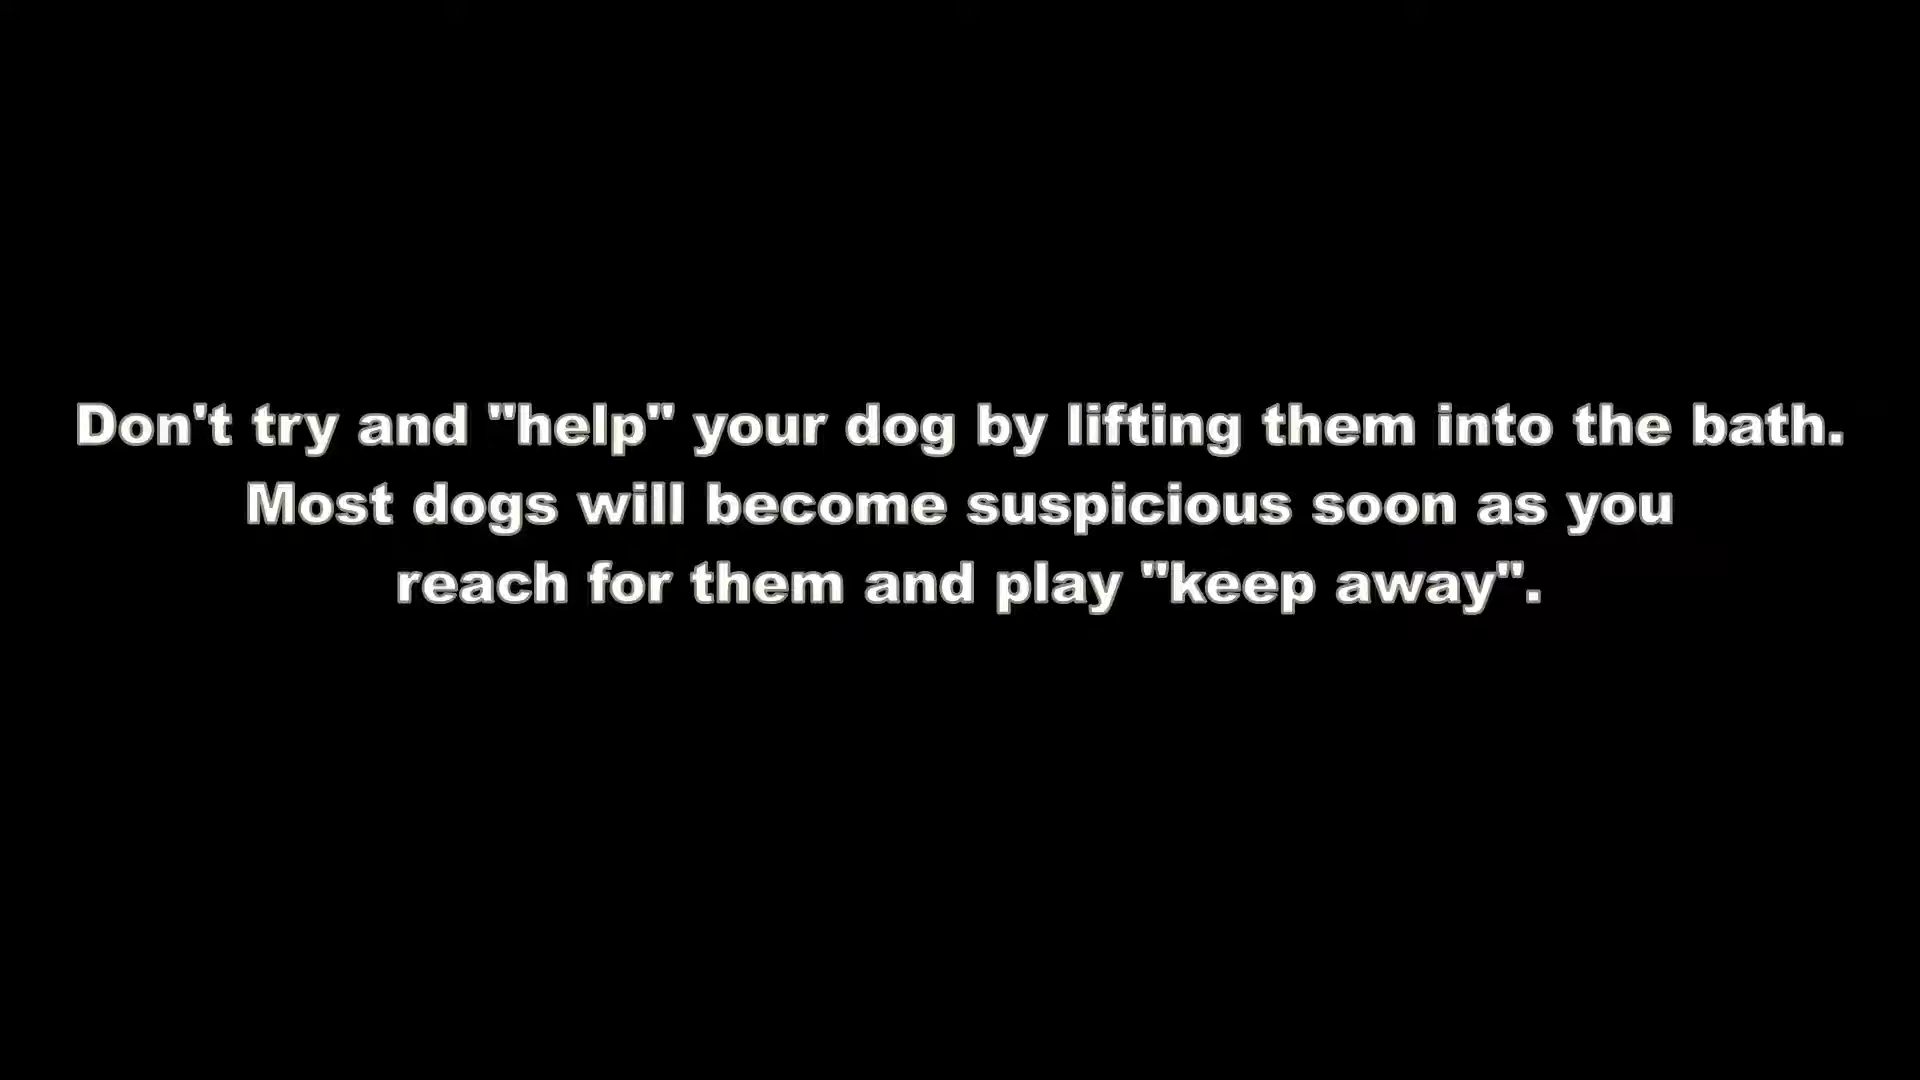 Don't try and "help" your dog by lifting them into the bath.
Most dogs will become suspicious soon as you
reach for them and play "keep away".